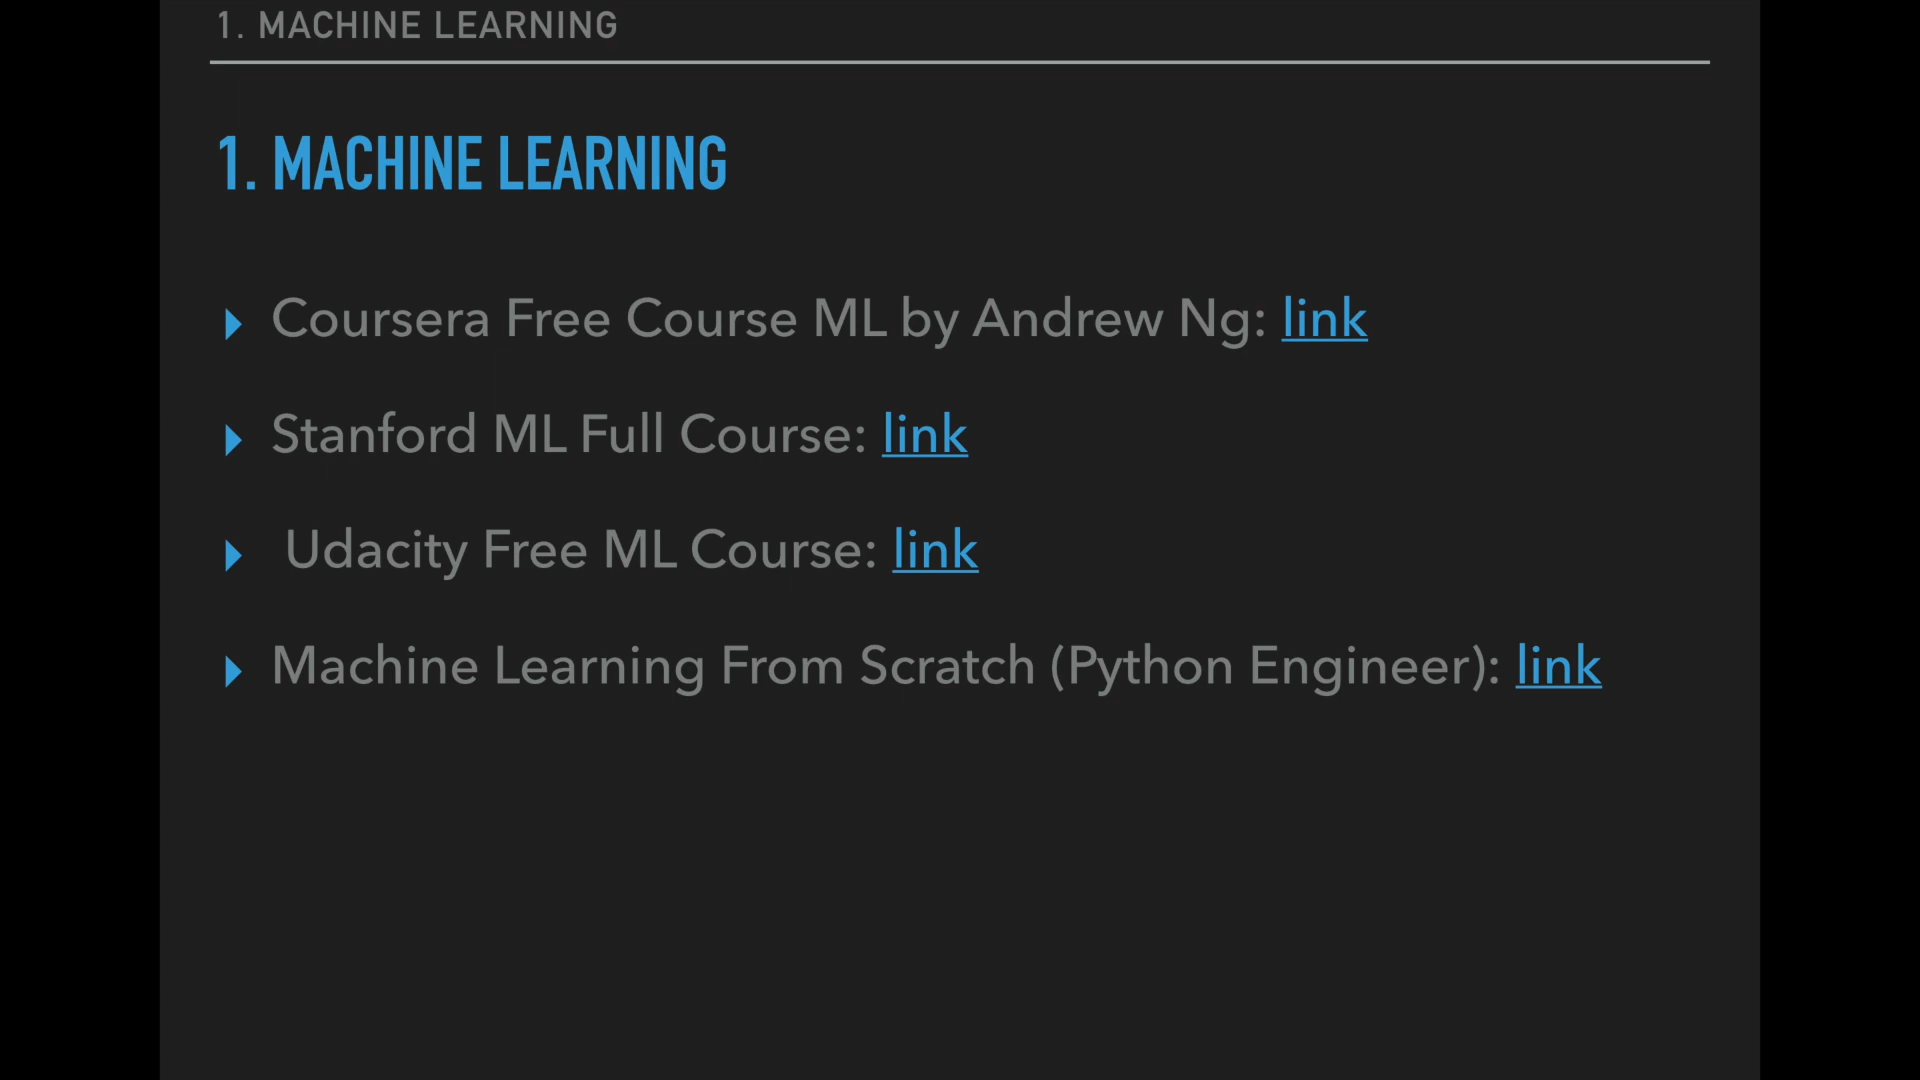 1. MACHINE LEARNING
1. MACHINE LEARNING
Coursera Free Course ML by Andrew Ng: link
Stanford ML Full Course: link
Udacity Free ML Course: link
Machine Learning From Scratch (Python Engineer): link